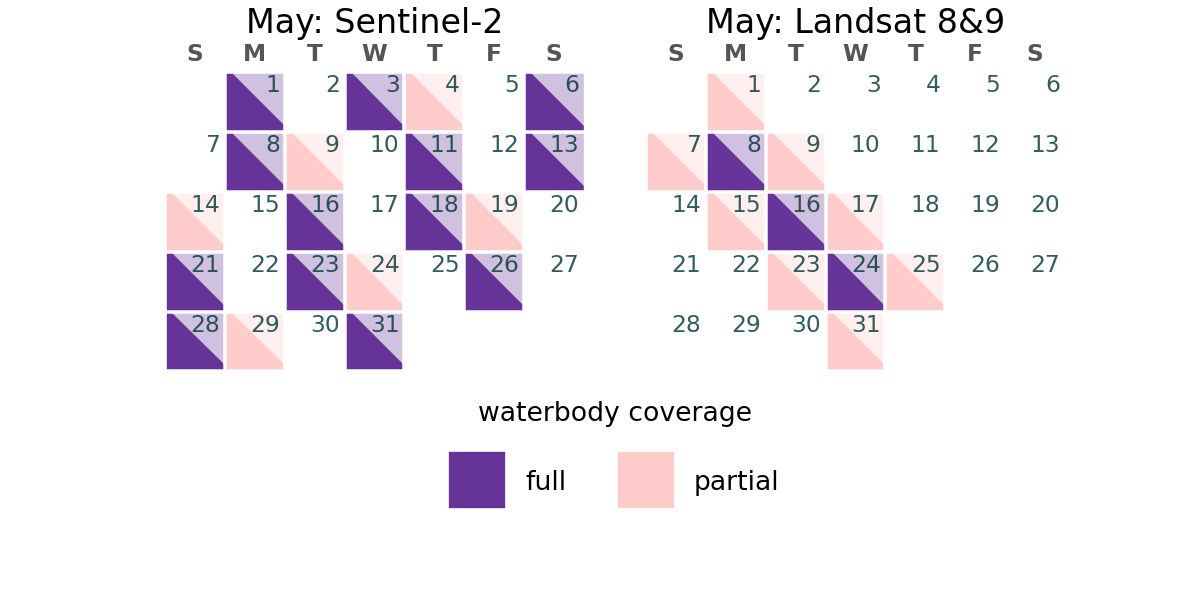 May: Sentinel-2
S M T W T F S
1 2 3 4 5 6
7 8 9 10 11 12 13
14 15 16 17 18 19 20
21 22 23 24 25 26 27
28 29 30 31
May: Landsat 8&9
S M T W T F S
1 2 3 4 5 6
7 8 9 10 11 12 13
14 15 16 17 18 19 20
21 22 23 24 25 26 27
28 29 30 31
waterbody coverage
full
partial